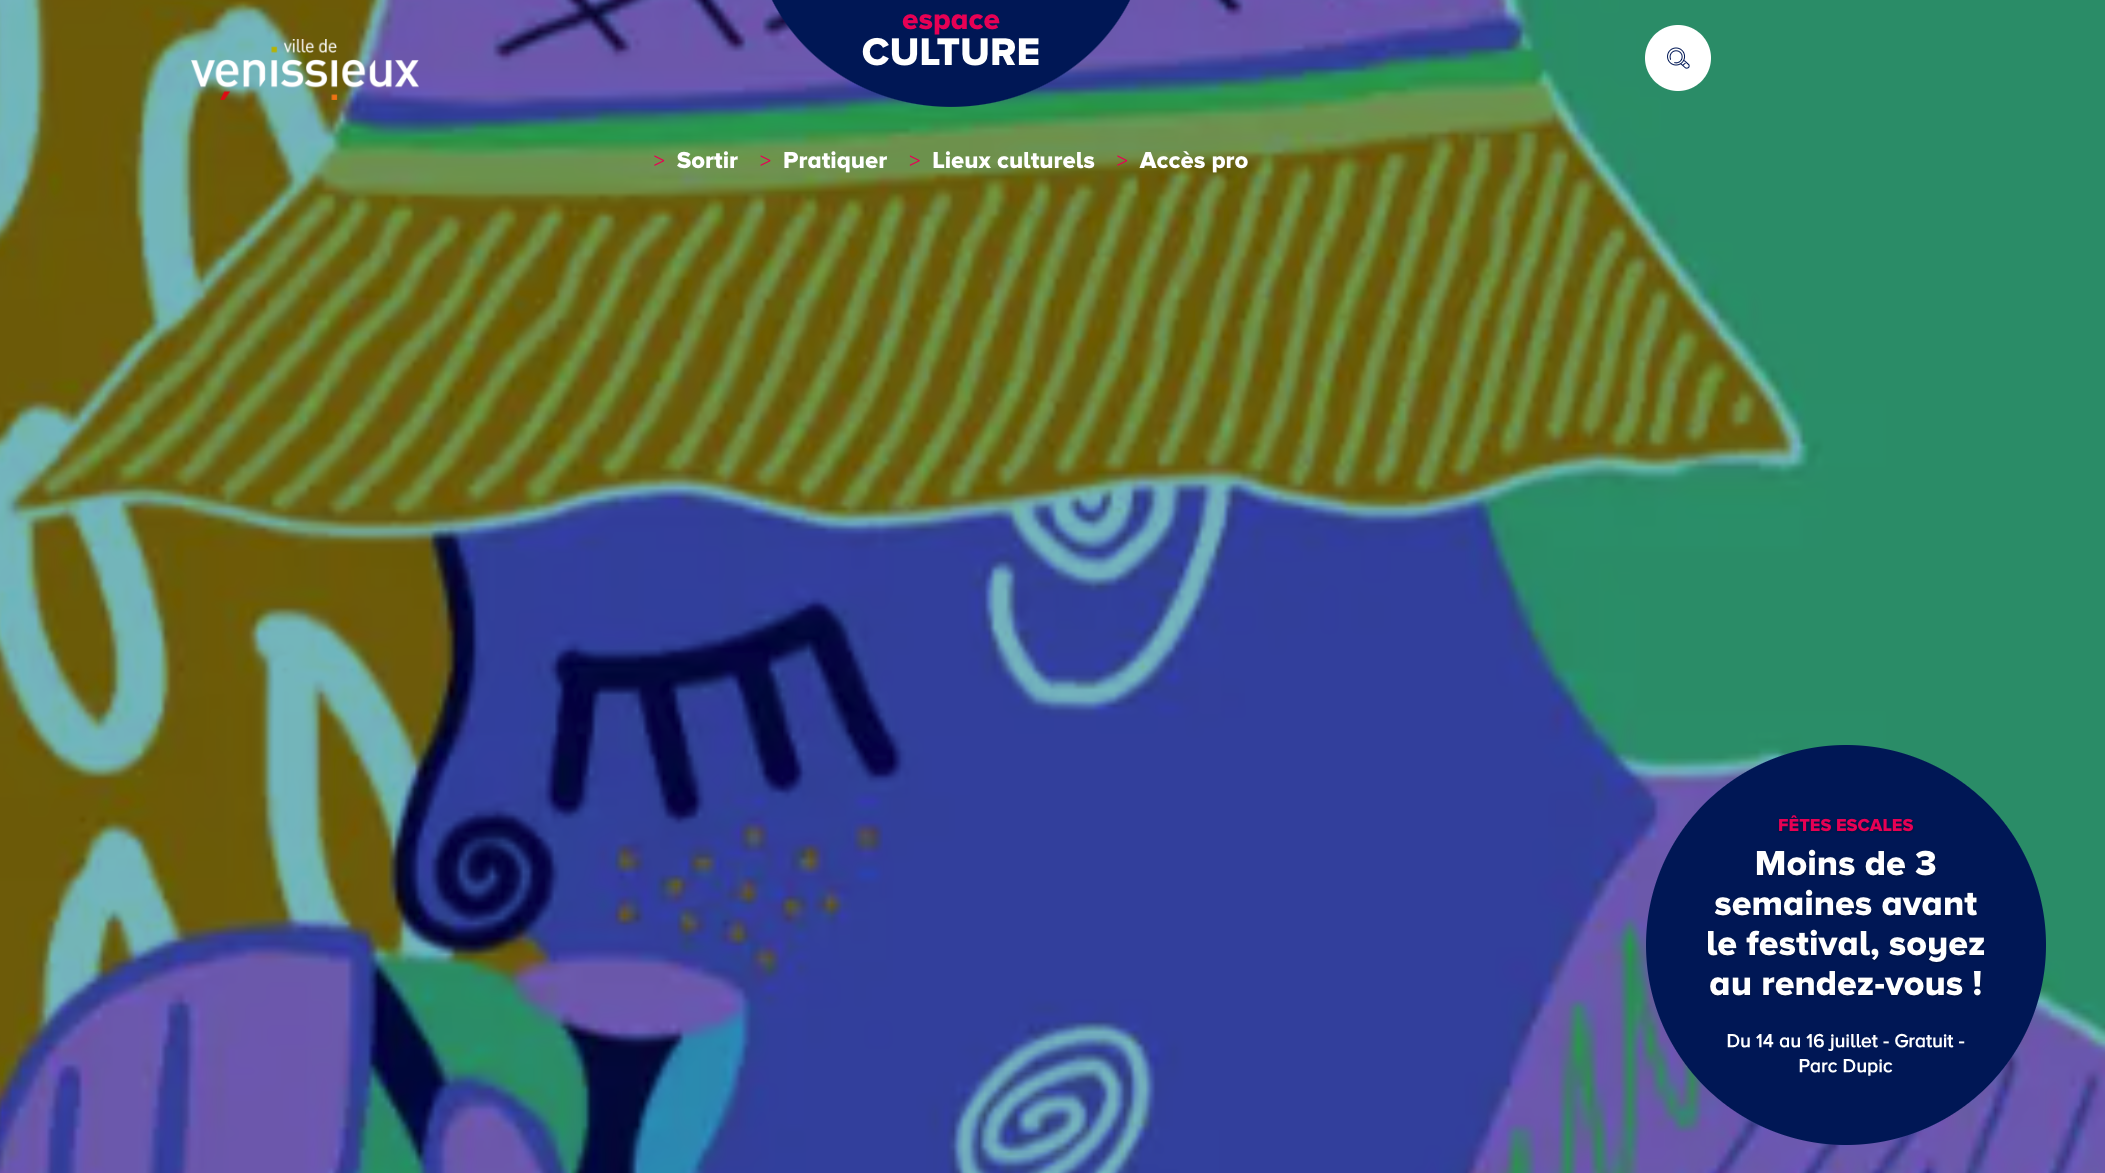 espace
CULTURE
ville de
vénissieux
> Sortir > Pratiquer > Lieux culturels > Accès pro
FÊTES ESCALES
Moins de 3
semaines avant
le festival, soyez
au rendez-vous !
Du 14 au 16 juillet - Gratuit -
Parc Dupic